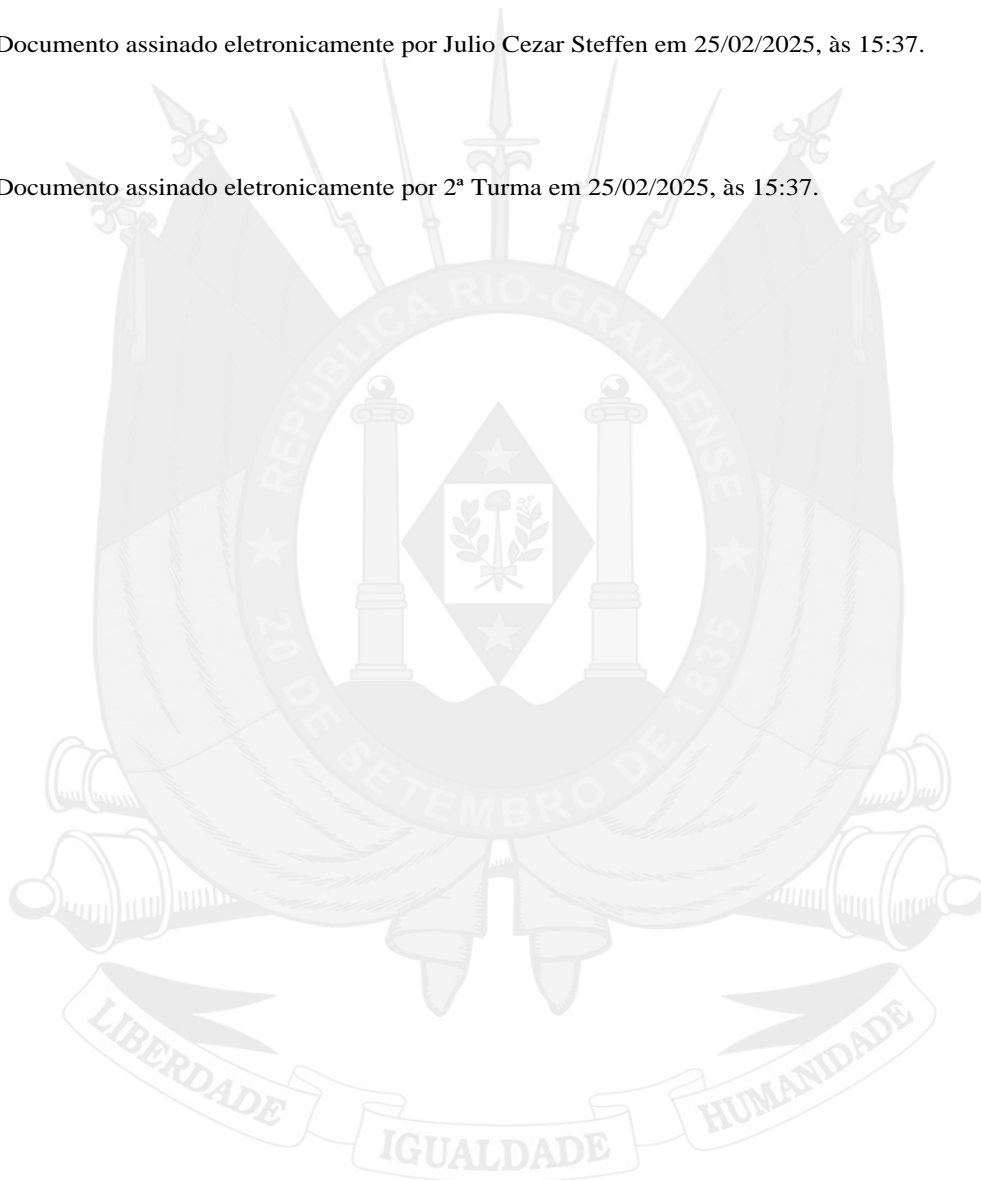 Documento assinado eletronicamente por Julio Cezar Steffen em 25/02/2025, às 15:37.
Documento assinado eletronicamente por 2ª Turma em 25/02/2025, às 15:37.
REPÚBLICA RIO-GRANDENSE
20 DE SETEMBRO DE 1835
LIBERDADE
IGUALDADE
HUMANIDADE